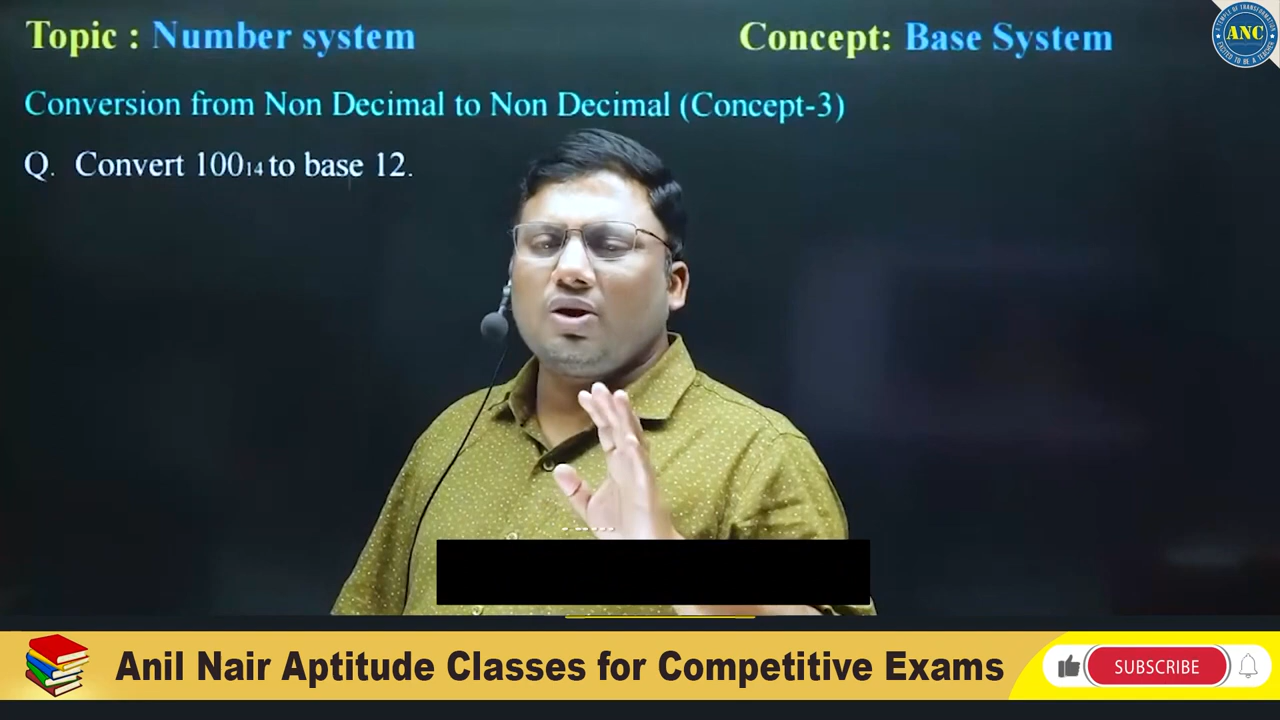 Topic : Number system
Concept: Base System
ANC
Conversion from Non Decimal to Non Decimal (Concept-3)
Q. Convert 100₁₄ to base 12.
Anil Nair Aptitude Classes for Competitive Exams
SUBSCRIBE